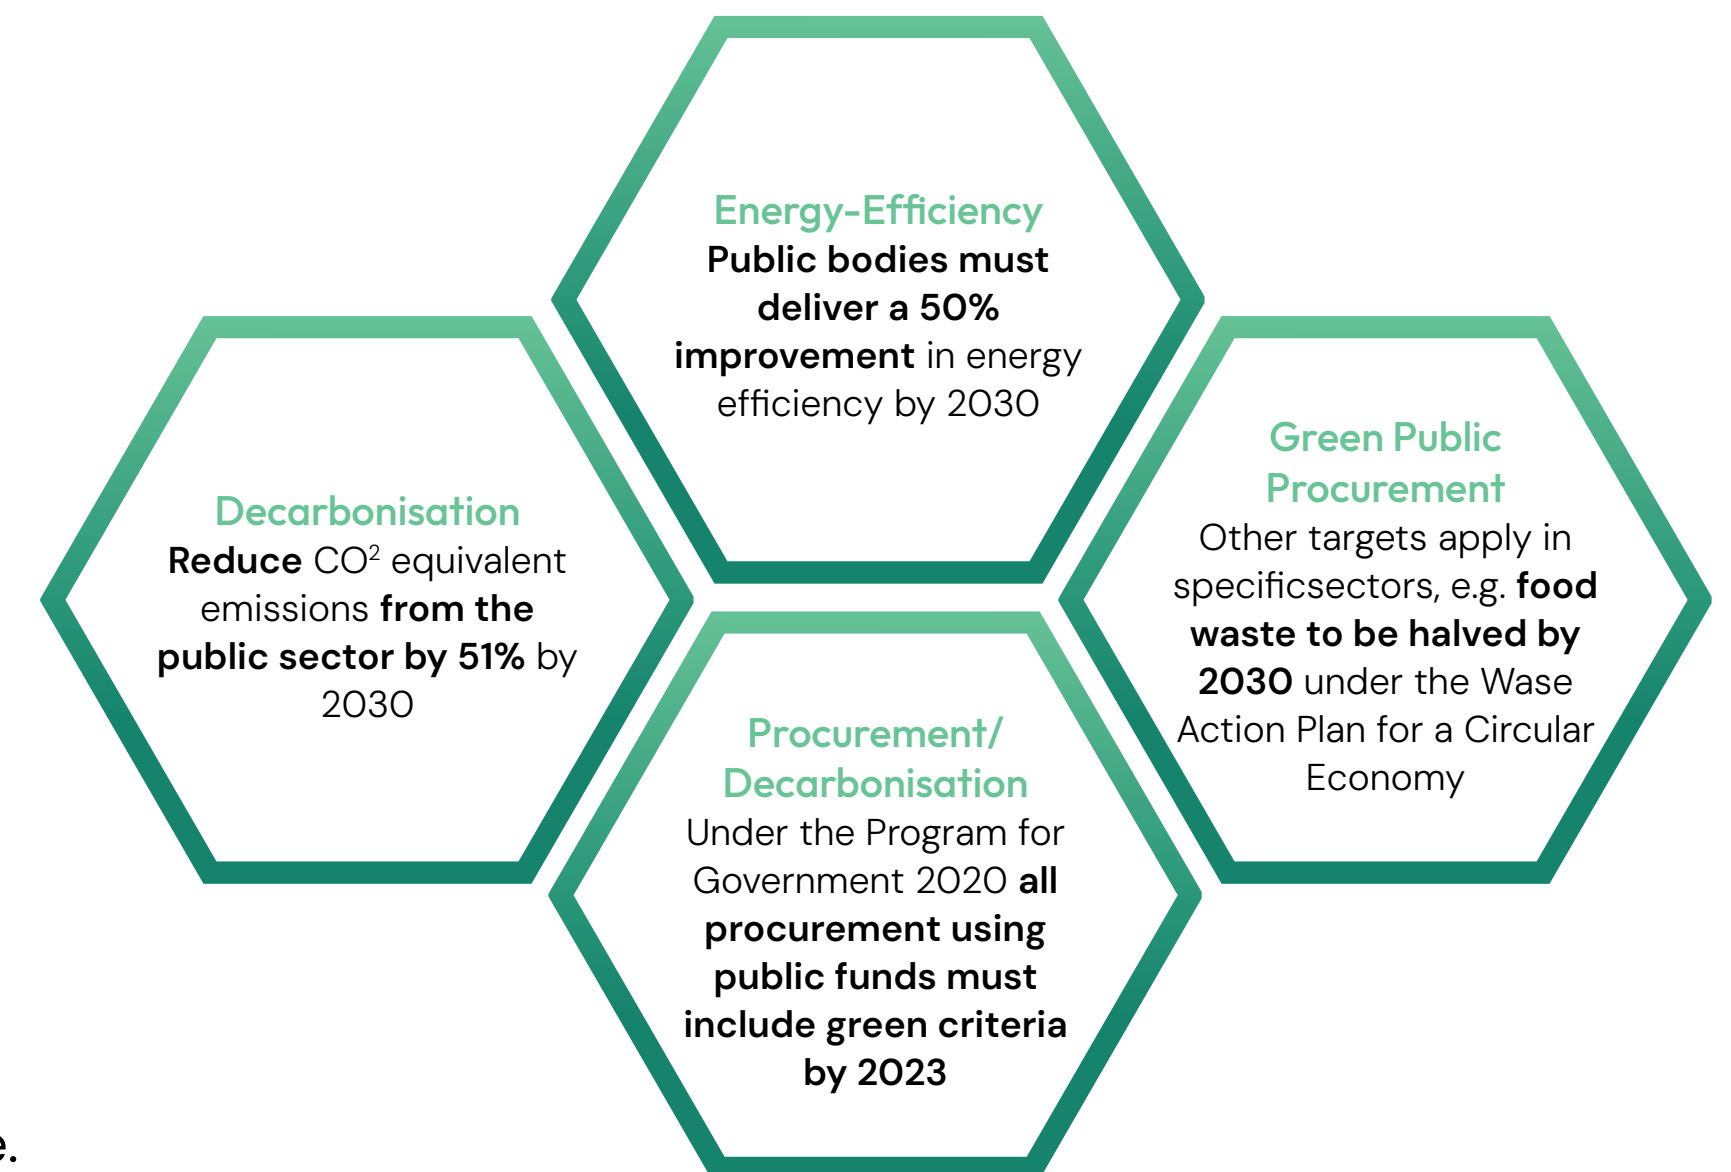 Energy-Efficiency
Public bodies must
deliver a 50%
improvement in energy
efficiency by 2030
Decarbonisation
Reduce CO² equivalent
emissions from the
public sector by 51% by
2030
Green Public
Procurement
Other targets apply in
specificsectors, e.g. food
waste to be halved by
2030 under the Wase
Action Plan for a Circular
Economy
Procurement/
Decarbonisation
Under the Program for
Government 2020 all
procurement using
public funds must
include green criteria
by 2023